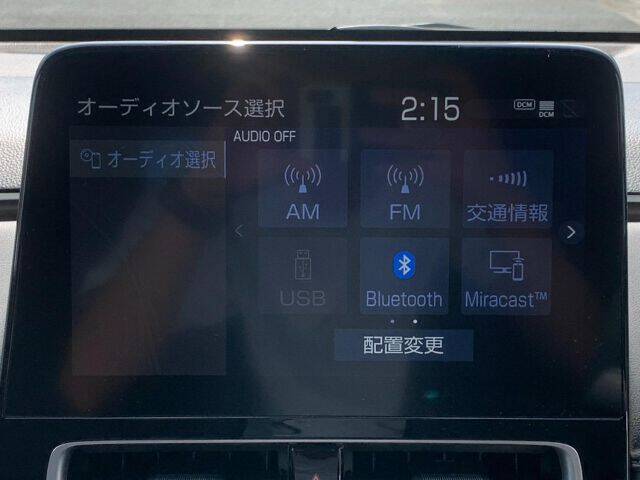 オーディオソース選択
2:15
DCM
DCM
AUDIO OFF
オーディオ選択
AM
FM
交通情報
USB
Bluetooth
Miracast™
配置変更